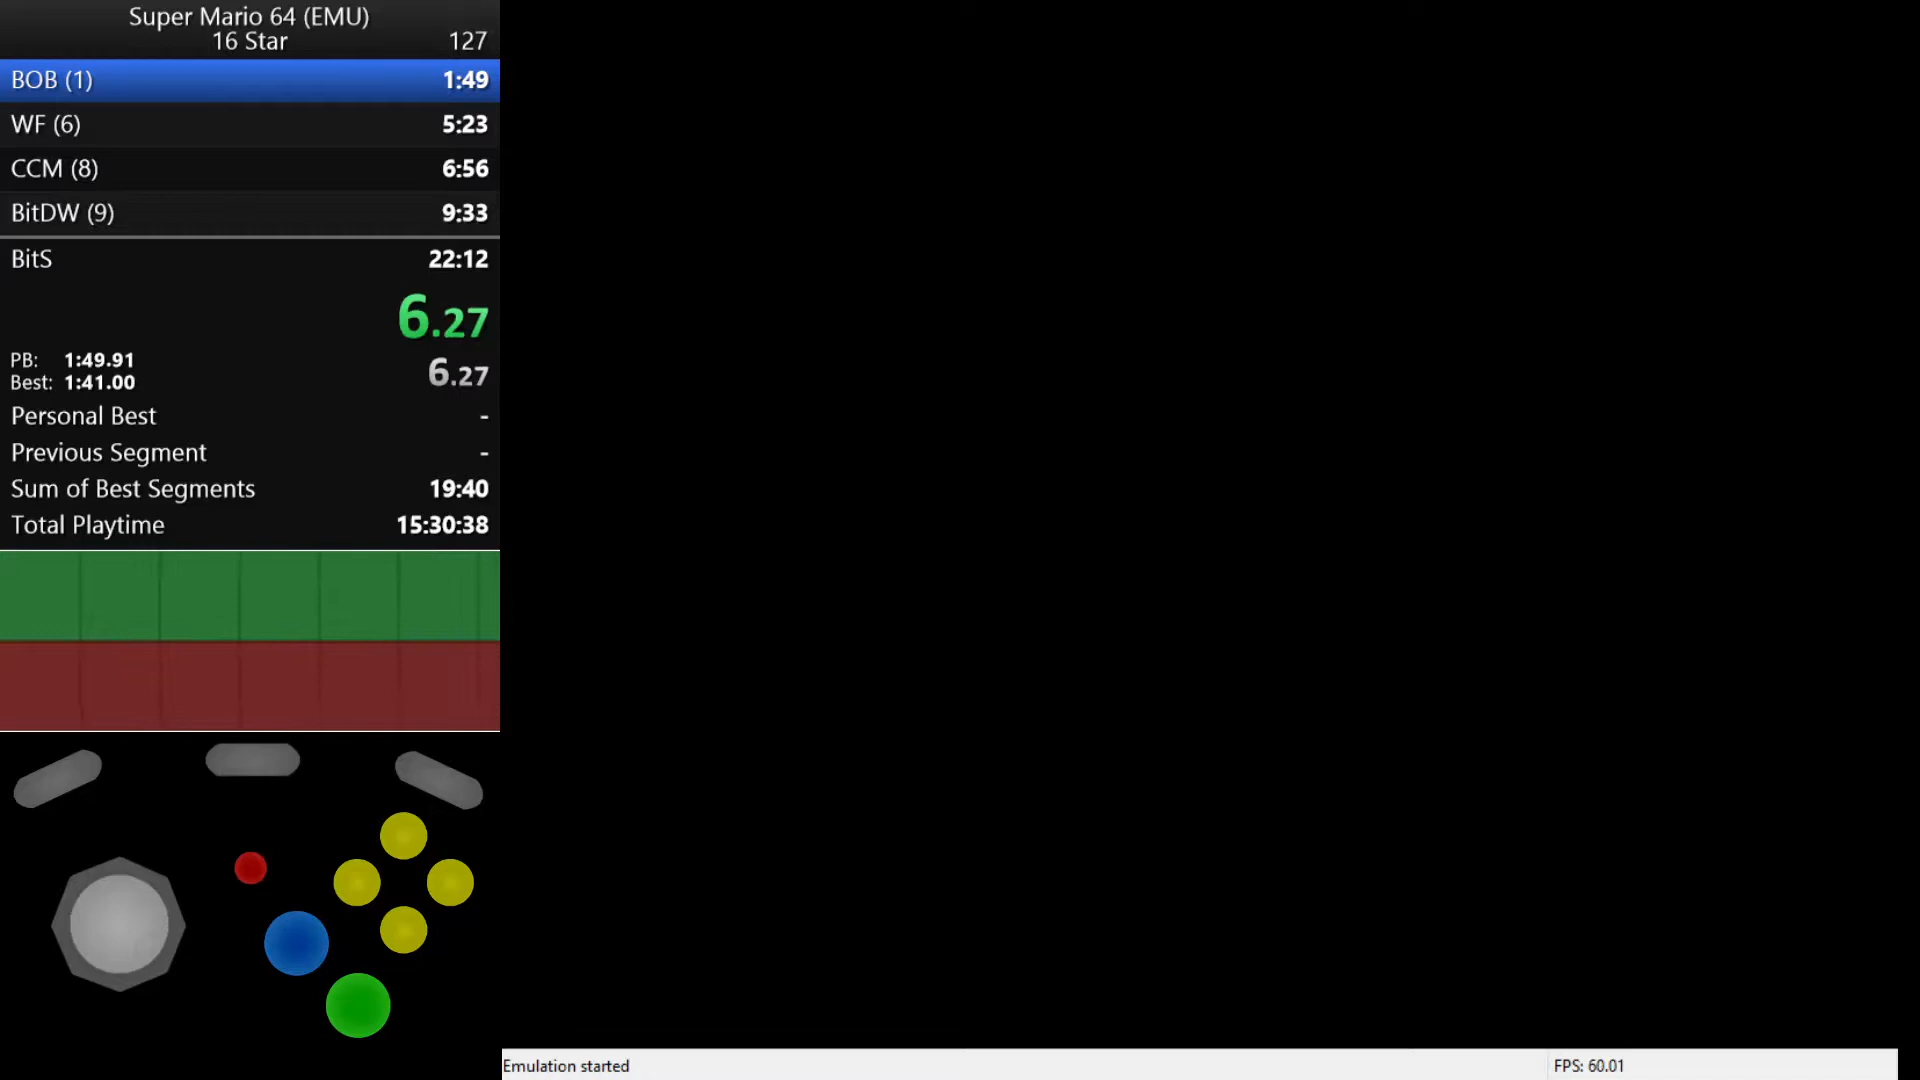 Super Mario 64 (EMU)
16 Star 127
BOB (1) 1:49
WF (6) 5:23
CCM (8) 6:56
BitDW (9) 9:33
BitS 22:12
6.27
PB: 1:49.91
Best: 1:41.00
6.27
Personal Best -
Previous Segment -
Sum of Best Segments 19:40
Total Playtime 15:30:38
Emulation started FPS: 60.01